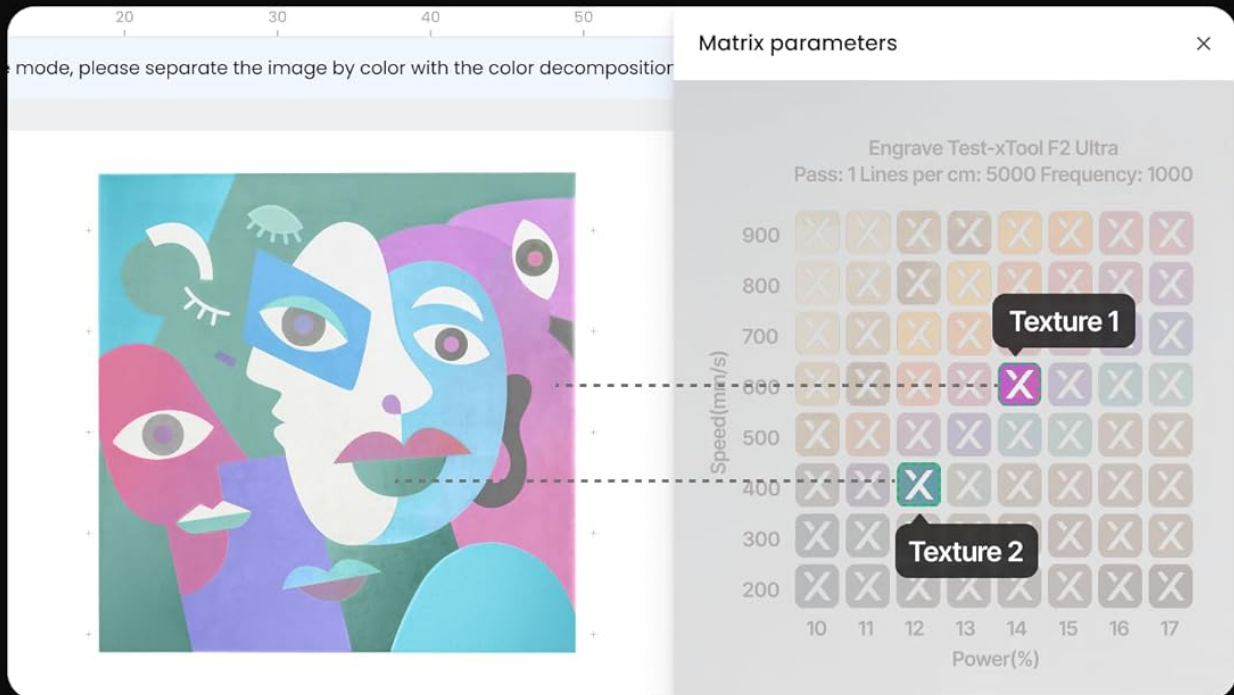 20 30 40 50
mode, please separate the image by color with the color decomposition
Matrix parameters
Engrave Test-xTool F2 Ultra
Pass: 1 Lines per cm: 5000 Frequency: 1000
Speed(mm/s)
900
800
700
Texture 1
600
500
400
300
Texture 2
200
10 11 12 13 14 15 16 17
Power(%)